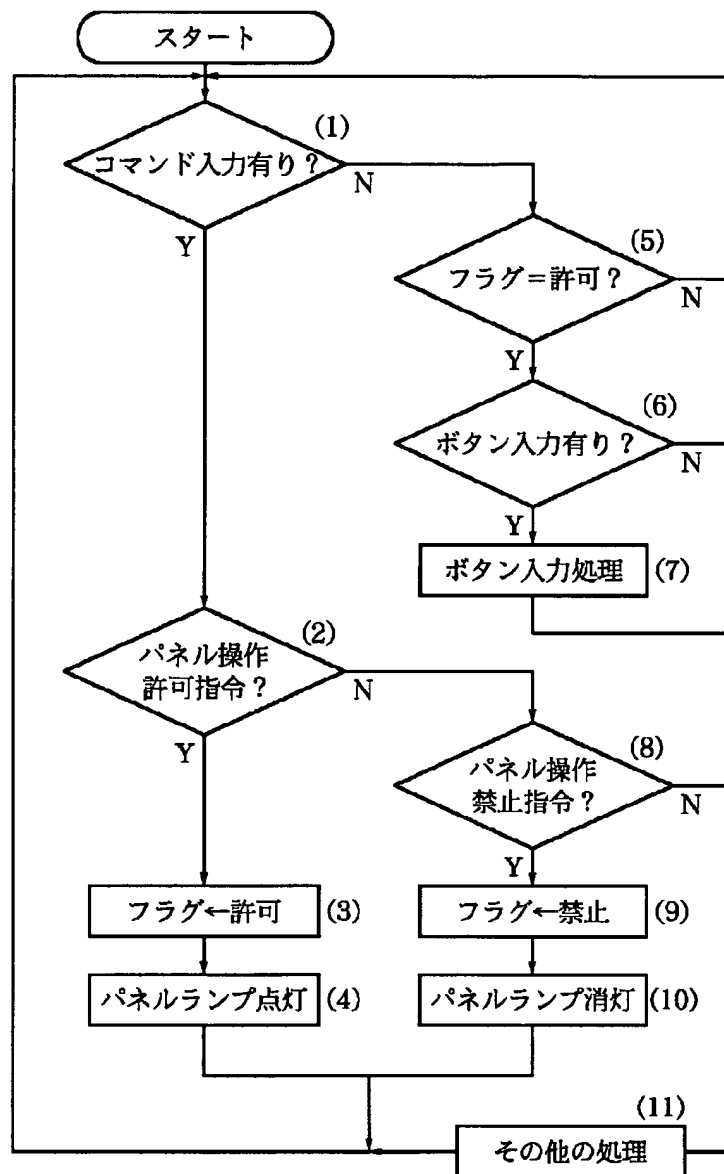 スタート
(1)
コマンド入力有り？
N
Y
(5)
フラグ＝許可？
N
Y
(6)
ボタン入力有り？
N
Y
ボタン入力処理
(7)
(2)
パネル操作
許可指令？
N
Y
(8)
パネル操作
禁止指令？
N
Y
フラグ←許可
(3)
フラグ←禁止
(9)
パネルランプ点灯
(4)
パネルランプ消灯
(10)
(11)
その他の処理